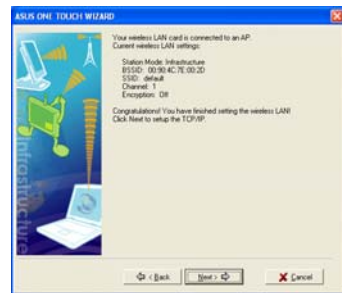 ASUS ONE TOUCH WIZARD
Your wireless LAN card is connected to an AP.
Current wireless LAN settings:
Station Mode: Infrastructure
BSSID: 00:90:4C:7E:00:2D
SSID: default
Channel: 1
Encryption: Off
Congratulations! You have finished setting the wireless LAN!
Click Next to setup the TCP/IP.
Infrastructure
< Back
Next >
Cancel